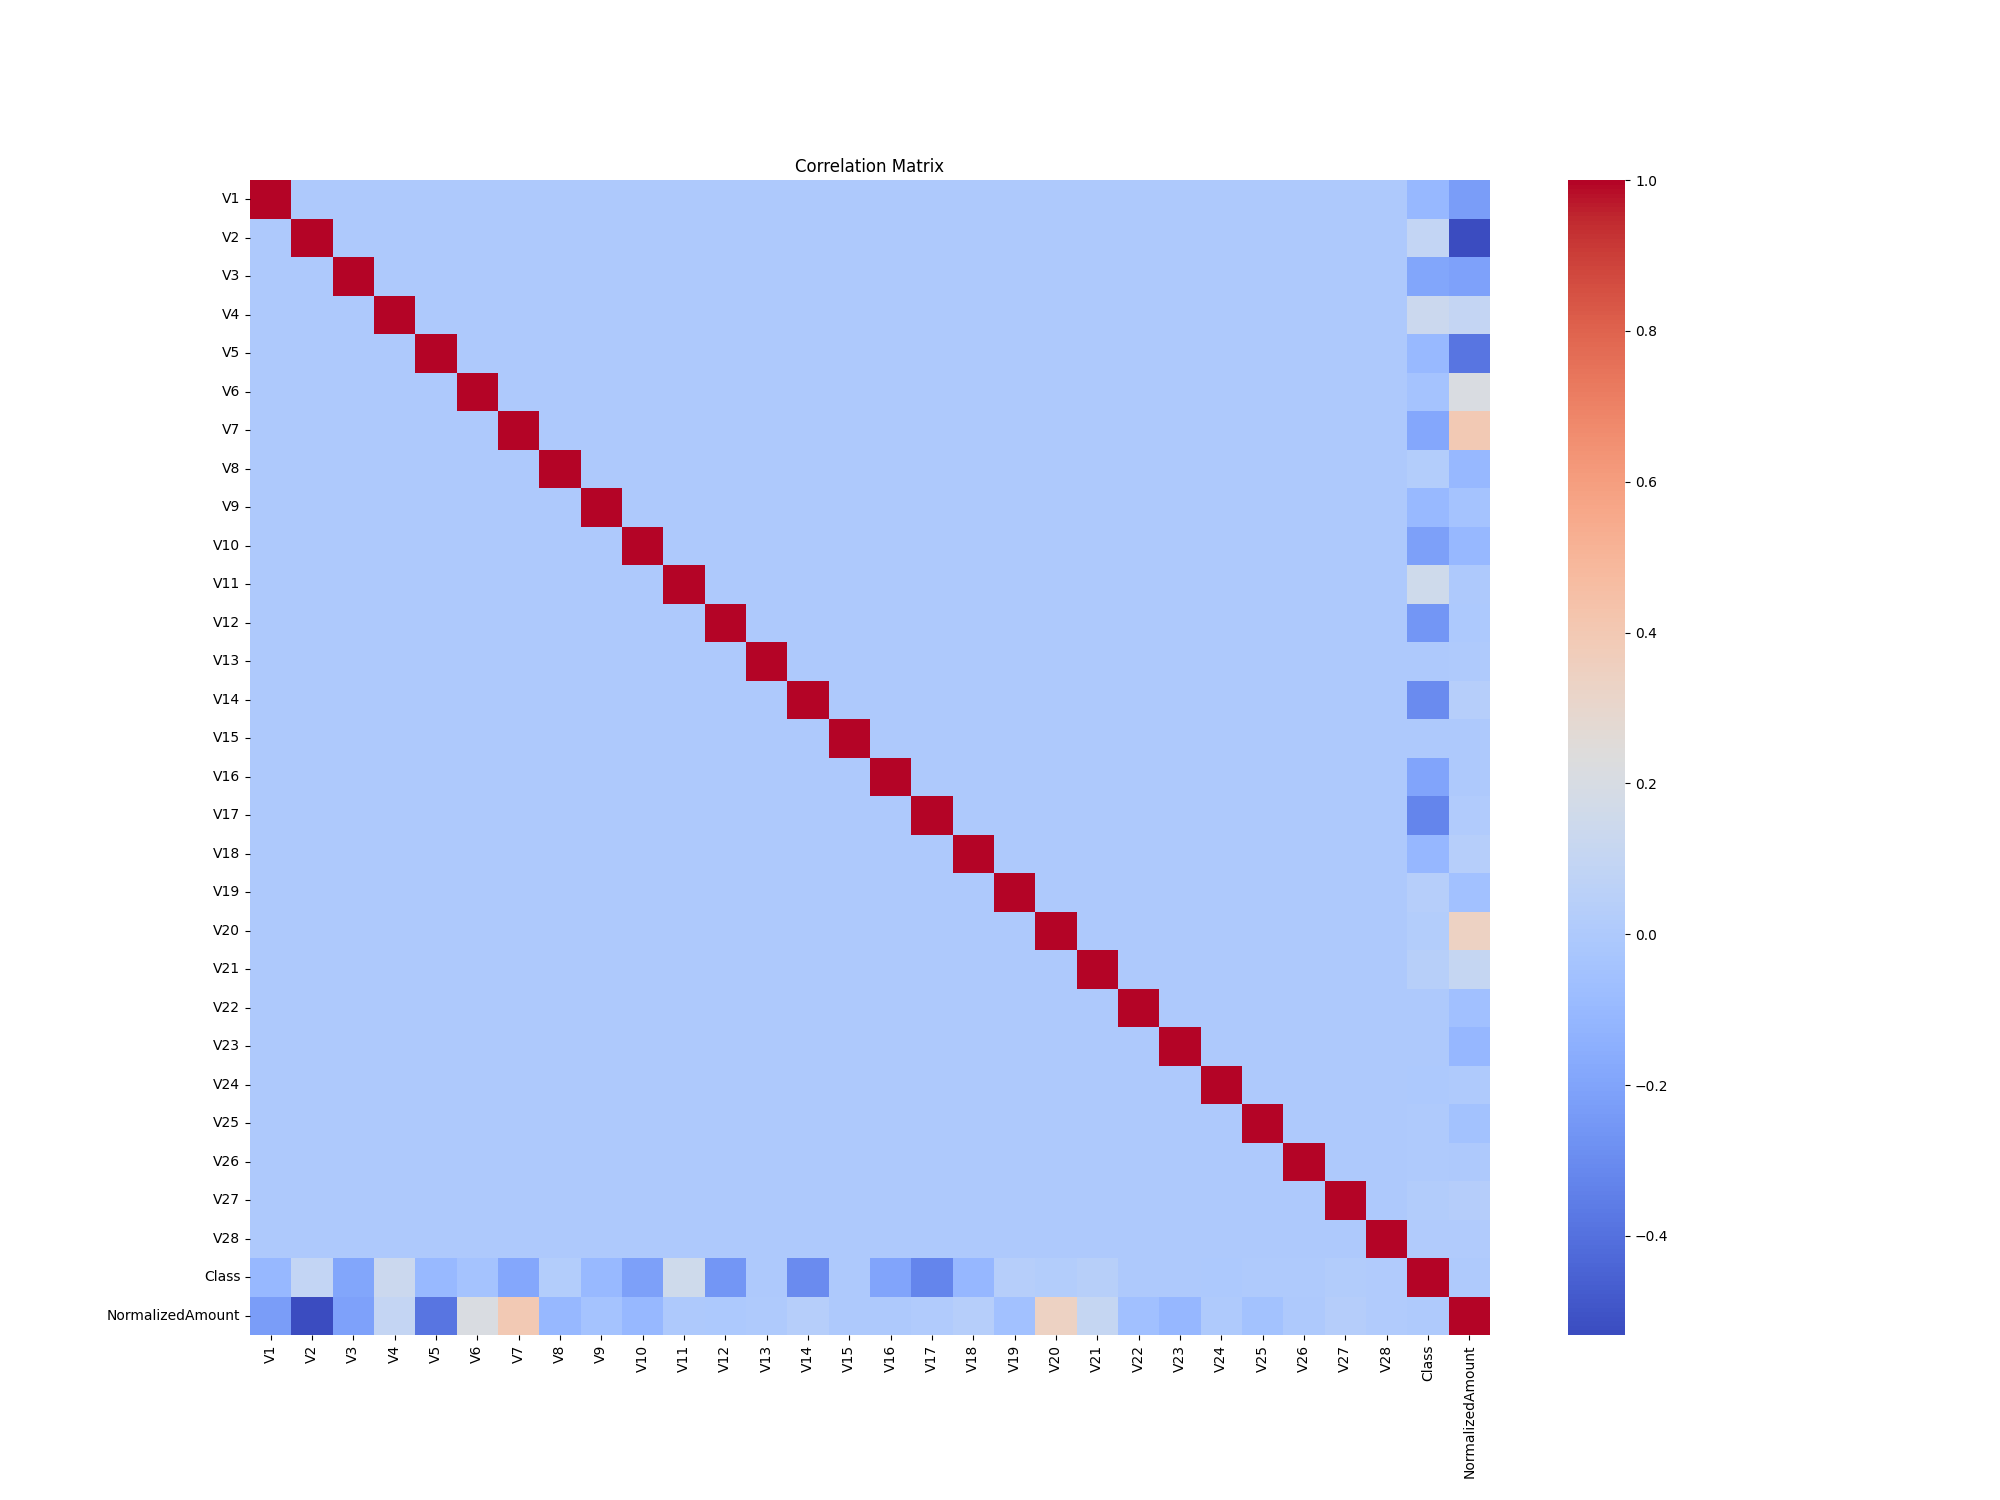 Correlation Matrix
V1
V2
V3
V4
V5
V6
V7
V8
V9
V10
V11
V12
V13
V14
V15
V16
V17
V18
V19
V20
V21
V22
V23
V24
V25
V26
V27
V28
Class
NormalizedAmount
V1 V2 V3 V4 V5 V6 V7 V8 V9 V10 V11 V12 V13 V14 V15 V16 V17 V18 V19 V20 V21 V22 V23 V24 V25 V26 V27 V28 Class NormalizedAmount
1.0
0.8
0.6
0.4
0.2
0.0
−0.2
−0.4